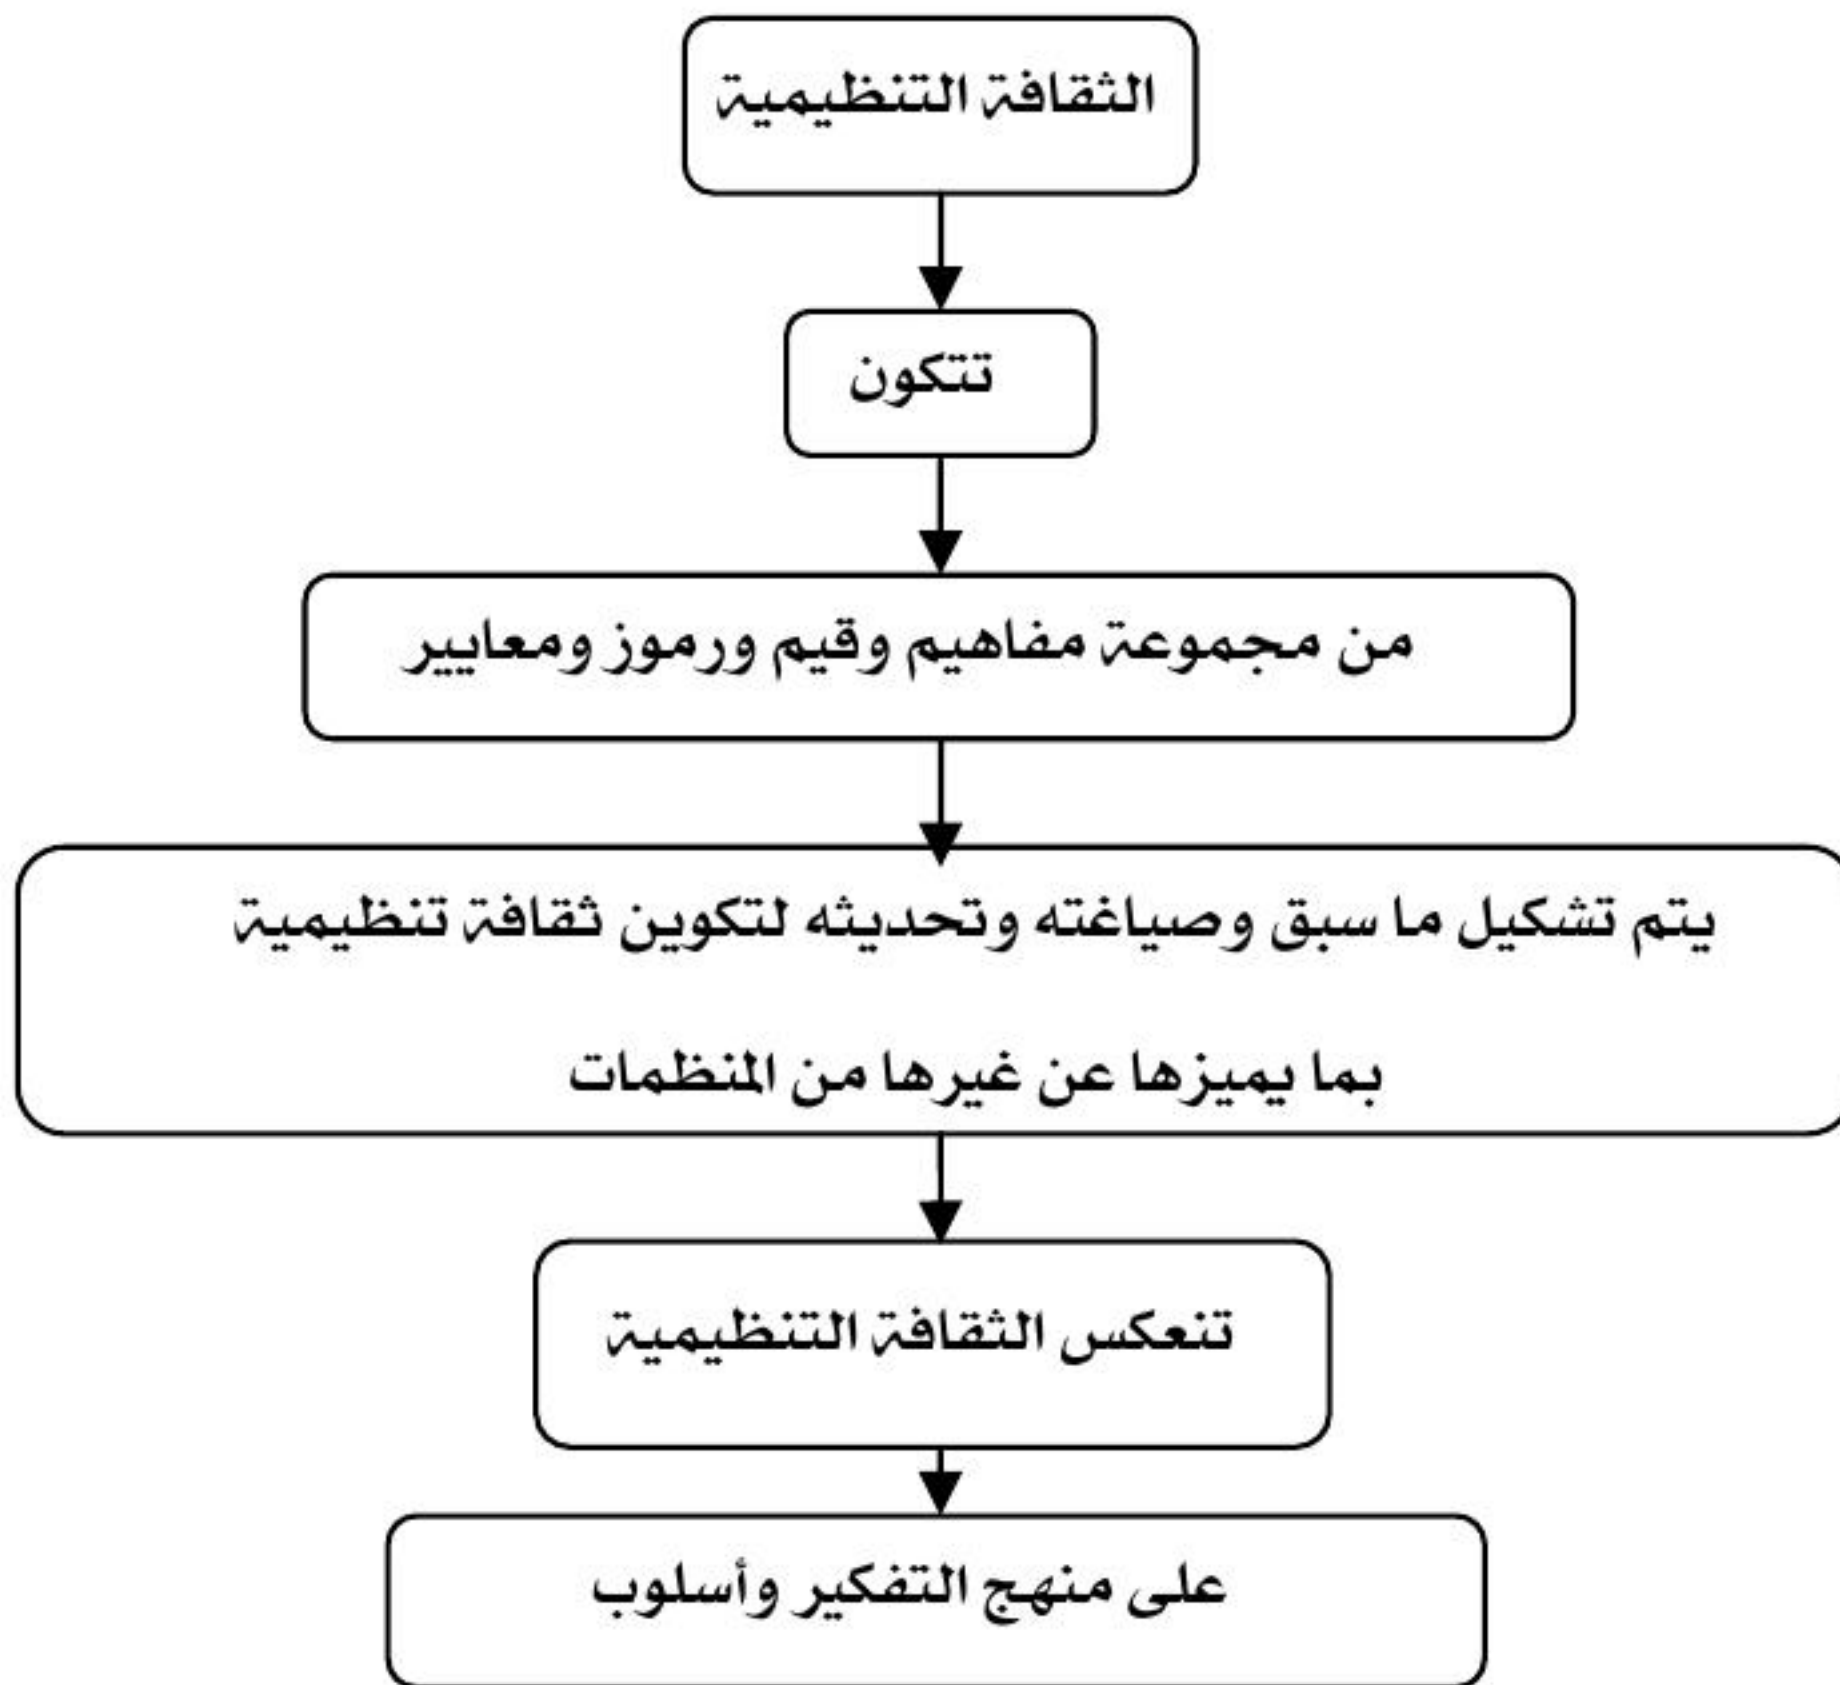 الثقافة التنظيمية
تتكون
من مجموعة مفاهيم وقيم ورموز ومعايير
يتم تشكيل ما سبق وصياغته وتحديثه لتكوين ثقافة تنظيمية
بما يميزها عن غيرها من المنظمات
تنعكس الثقافة التنظيمية
على منهج التفكير وأسلوب